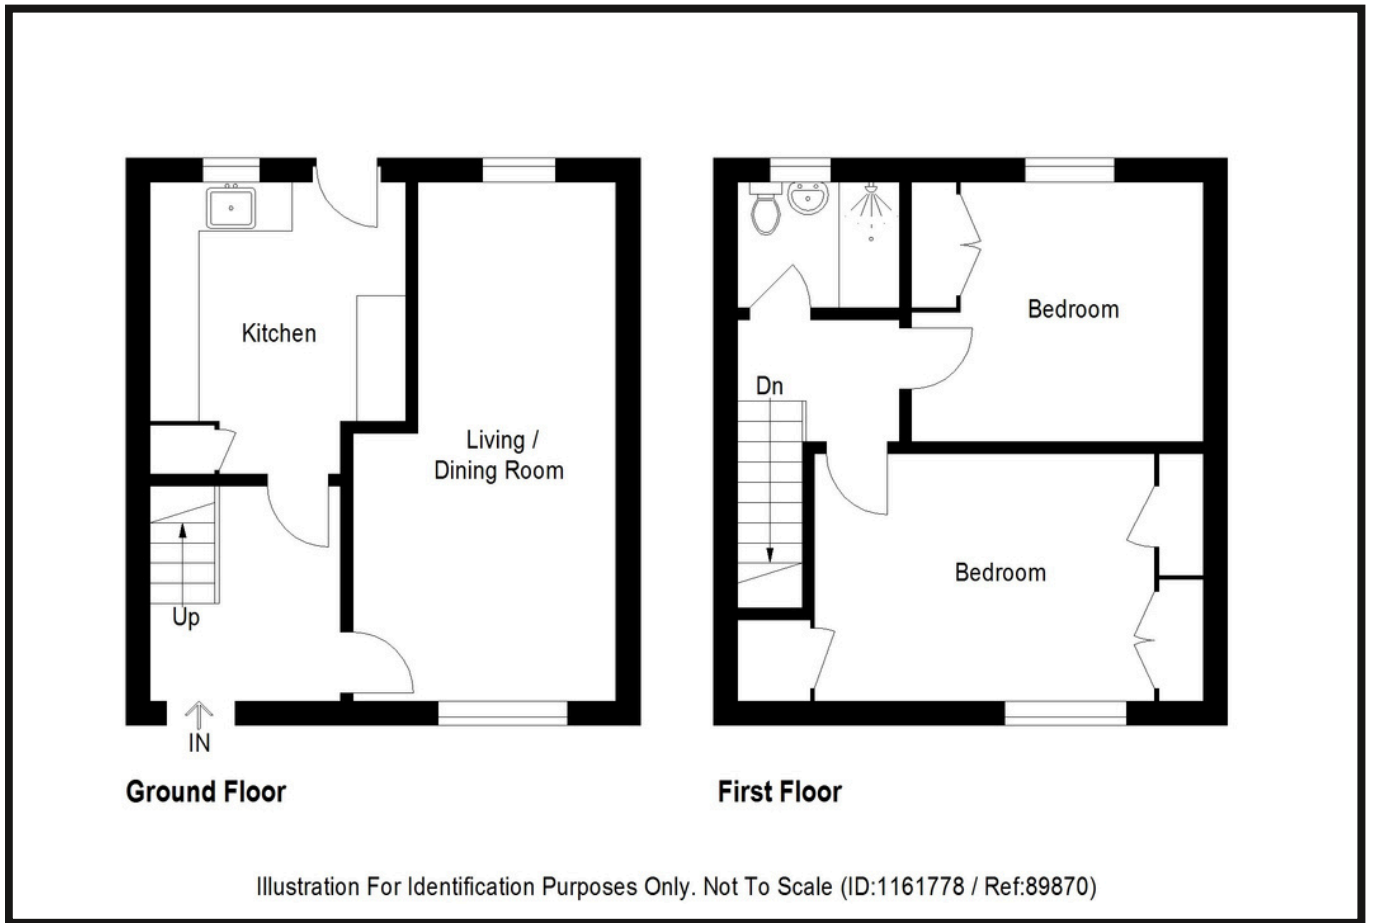 Kitchen
Living /
Dining Room
Up
IN
Ground Floor
Bedroom
Dn
Bedroom
First Floor
Illustration For Identification Purposes Only. Not To Scale (ID:1161778 / Ref:89870)